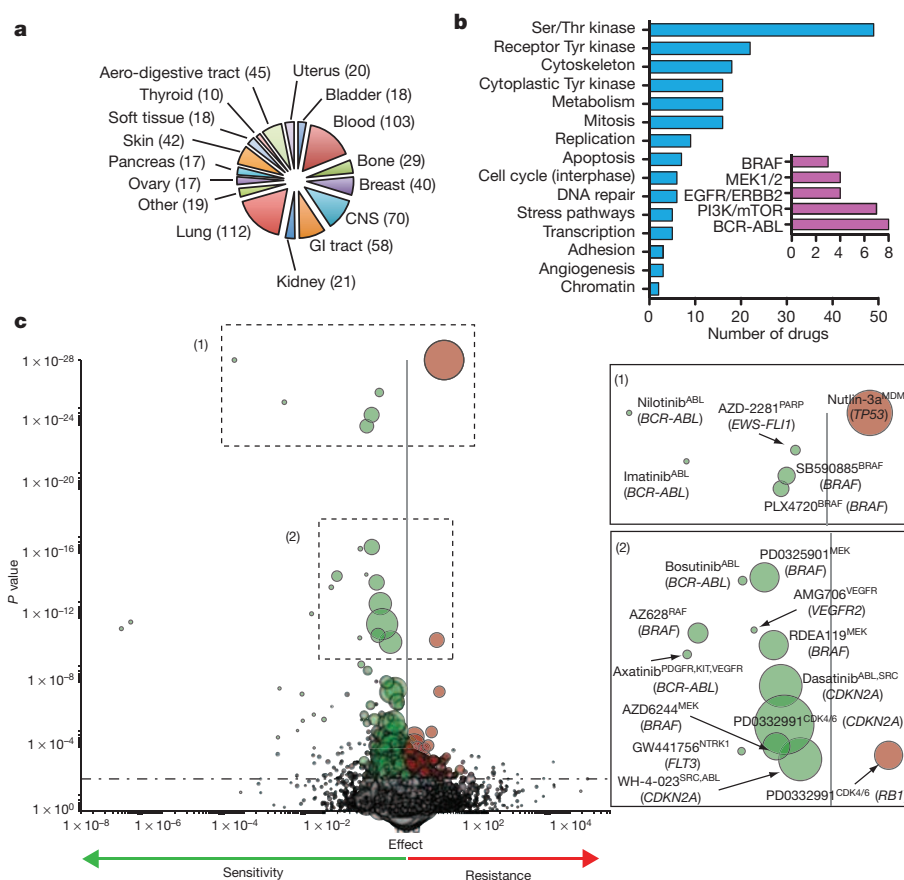 a
Aero-digestive tract (45)
Uterus (20)
Thyroid (10)
Bladder (18)
Soft tissue (18)
Blood (103)
Skin (42)
Pancreas (17)
Bone (29)
Ovary (17)
Breast (40)
Other (19)
CNS (70)
Lung (112)
GI tract (58)
Kidney (21)
b
Ser/Thr kinase
Receptor Tyr kinase
Cytoskeleton
Cytoplastic Tyr kinase
Metabolism
Mitosis
Replication
Apoptosis
Cell cycle (interphase)
DNA repair
Stress pathways
Transcription
Adhesion
Angiogenesis
Chromatin
0 10 20 30 40 50
Number of drugs
BRAF
MEK1/2
EGFR/ERBB2
PI3K/mTOR
BCR-ABL
0 2 4 6 8
c
P value
1 × 10⁻²⁸
1 × 10⁻²⁴
1 × 10⁻²⁰
1 × 10⁻¹⁶
1 × 10⁻¹²
1 × 10⁻⁸
1 × 10⁻⁴
1 × 10⁰
(1)
(2)
1 × 10⁻⁸ 1 × 10⁻⁶ 1 × 10⁻⁴ 1 × 10⁻² 1 × 10² 1 × 10⁴
Effect
Sensitivity
Resistance
(1)
Nilotinib^ABL
(BCR-ABL)
AZD-2281^PARP
(EWS-FLI1)
Nutlin-3a^MDM
(TP53)
Imatinib^ABL
(BCR-ABL)
SB590885^BRAF
(BRAF)
PLX4720^BRAF (BRAF)
(2)
Bosutinib^ABL
(BCR-ABL)
PD0325901^MEK
(BRAF)
AMG706^VEGFR
(VEGFR2)
AZ628^RAF
(BRAF)
RDEA119^MEK
(BRAF)
Axatinib^PDGFR,KIT,VEGFR
(BCR-ABL)
Dasatinib^ABL,SRC
(CDKN2A)
AZD6244^MEK
(BRAF)
PD0332991^CDK4/6 (CDKN2A)
GW441756^NTRK1
(FLT3)
WH-4-023^SRC,ABL
(CDKN2A)
PD0332991^CDK4/6 (RB1